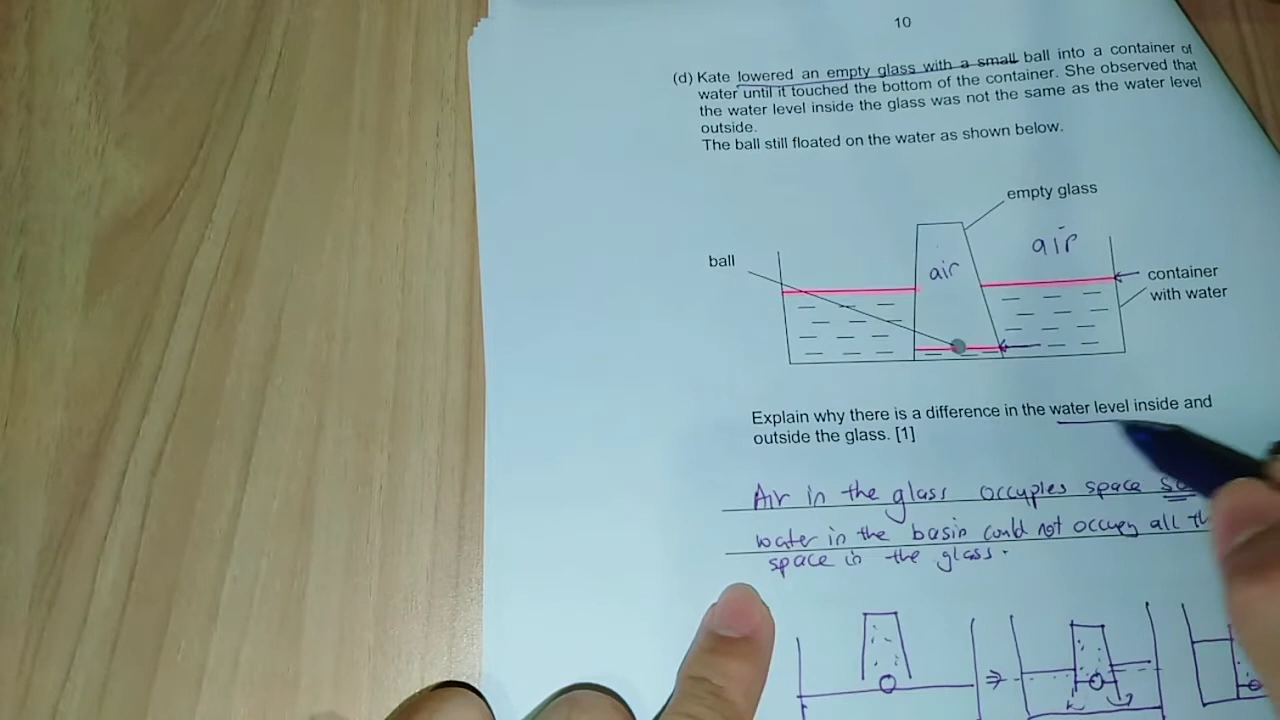 10
(d) Kate lowered an empty glass with a small ball into a container of
water until it touched the bottom of the container. She observed that
the water level inside the glass was not the same as the water level
outside.
The ball still floated on the water as shown below.
empty glass
air
ball
air
container
with water
Explain why there is a difference in the water level inside and
outside the glass. [1]
Air in the glass occupies space
water in the basin could not occupy all
space in the glass.